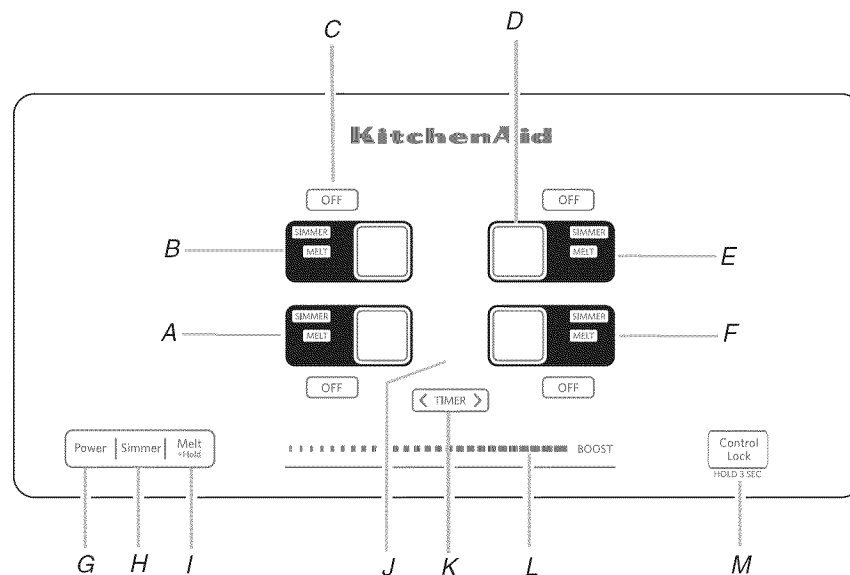 C D
KitchenAid
OFF OFF
SIMMER SIMMER
MELT MELT
B E
SIMMER SIMMER
MELT MELT
A F
OFF OFF
< TIMER >
Power Simmer Melt +Hold
BOOST
Control
Lock
HOLD 3 SEC
G H I J K L M